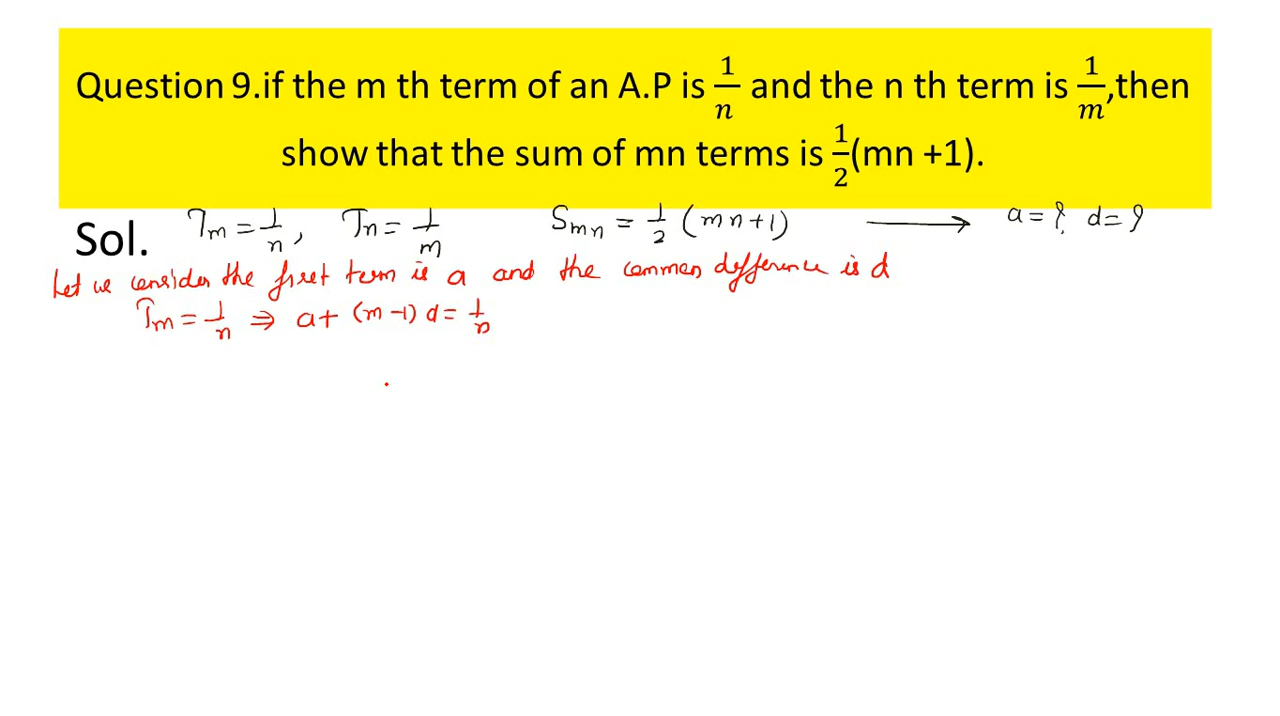 Question 9.if the m th term of an A.P is 1/n and the n th term is 1/m,then
show that the sum of mn terms is 1/2(mn +1).
Sol. Tm = 1/n, Tn = 1/m Smn = 1/2 (mn+1) ⟶ a = ? d = ?
Let we consider the first term is a and the common difference is d
Tm = 1/n ⇒ a + (m-1) d = 1/n